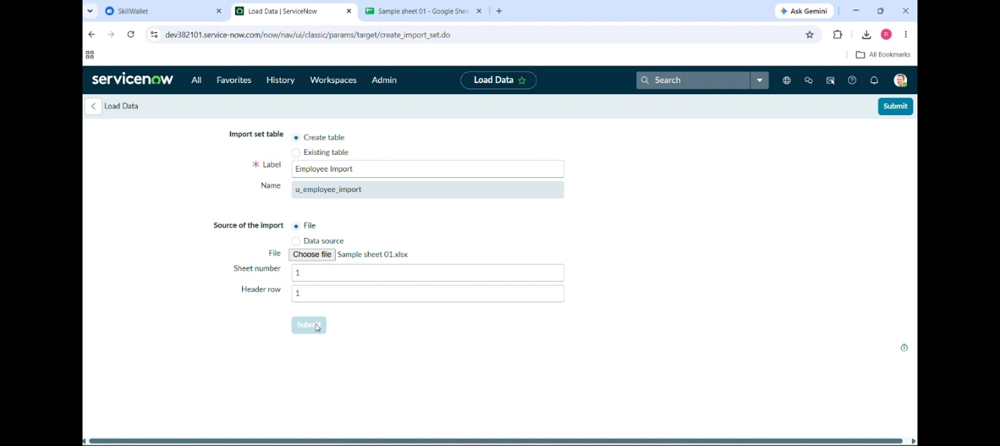 SkillWallet
Load Data | ServiceNow
Sample sheet 01 - Google Shee
Ask Gemini
dev382101.service-now.com/now/nav/ui/classic/params/target/create_import_set.do
R
All Bookmarks
servicenow
All
Favorites
History
Workspaces
Admin
Load Data
Search
Load Data
Submit
Import set table
Create table
Existing table
* Label
Employee Import
Name
u_employee_import
Source of the import
File
Data source
File
Choose file Sample sheet 01.xlsx
Sheet number
1
Header row
1
Submit